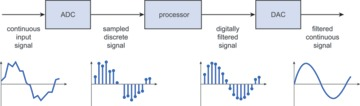 ADC
processor
DAC
continuous
input
signal
sampled
discrete
signal
digitally
filtered
signal
filtered
continuous
signal